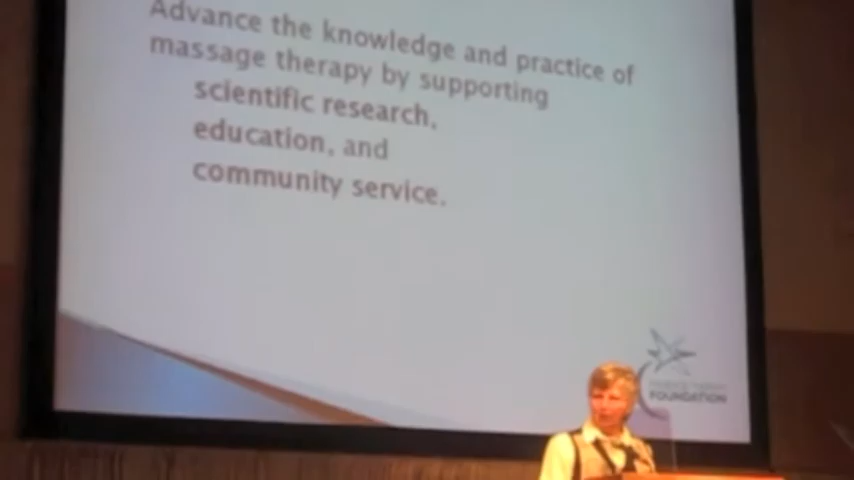 Advance the knowledge and practice of
massage therapy by supporting
scientific research,
education, and
community service.
FOUNDATION